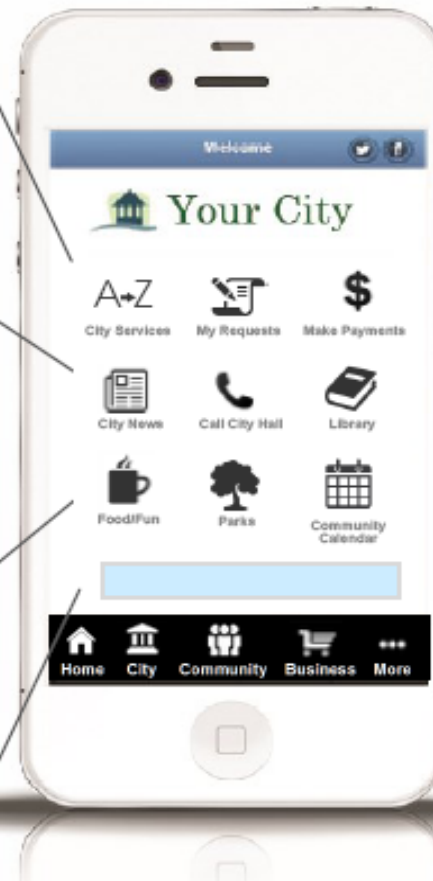 Welcome
Your City
A→Z
City Services
My Requests
$
Make Payments
City News
Call City Hall
Library
Food/Fun
Parks
Community
Calendar
Home City Community Business More